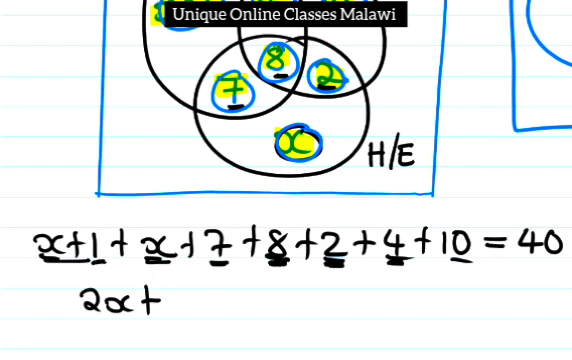 Unique Online Classes Malawi
8
7 2
x
H/E
x+1+x+7+8+2+4+10=40
2x+